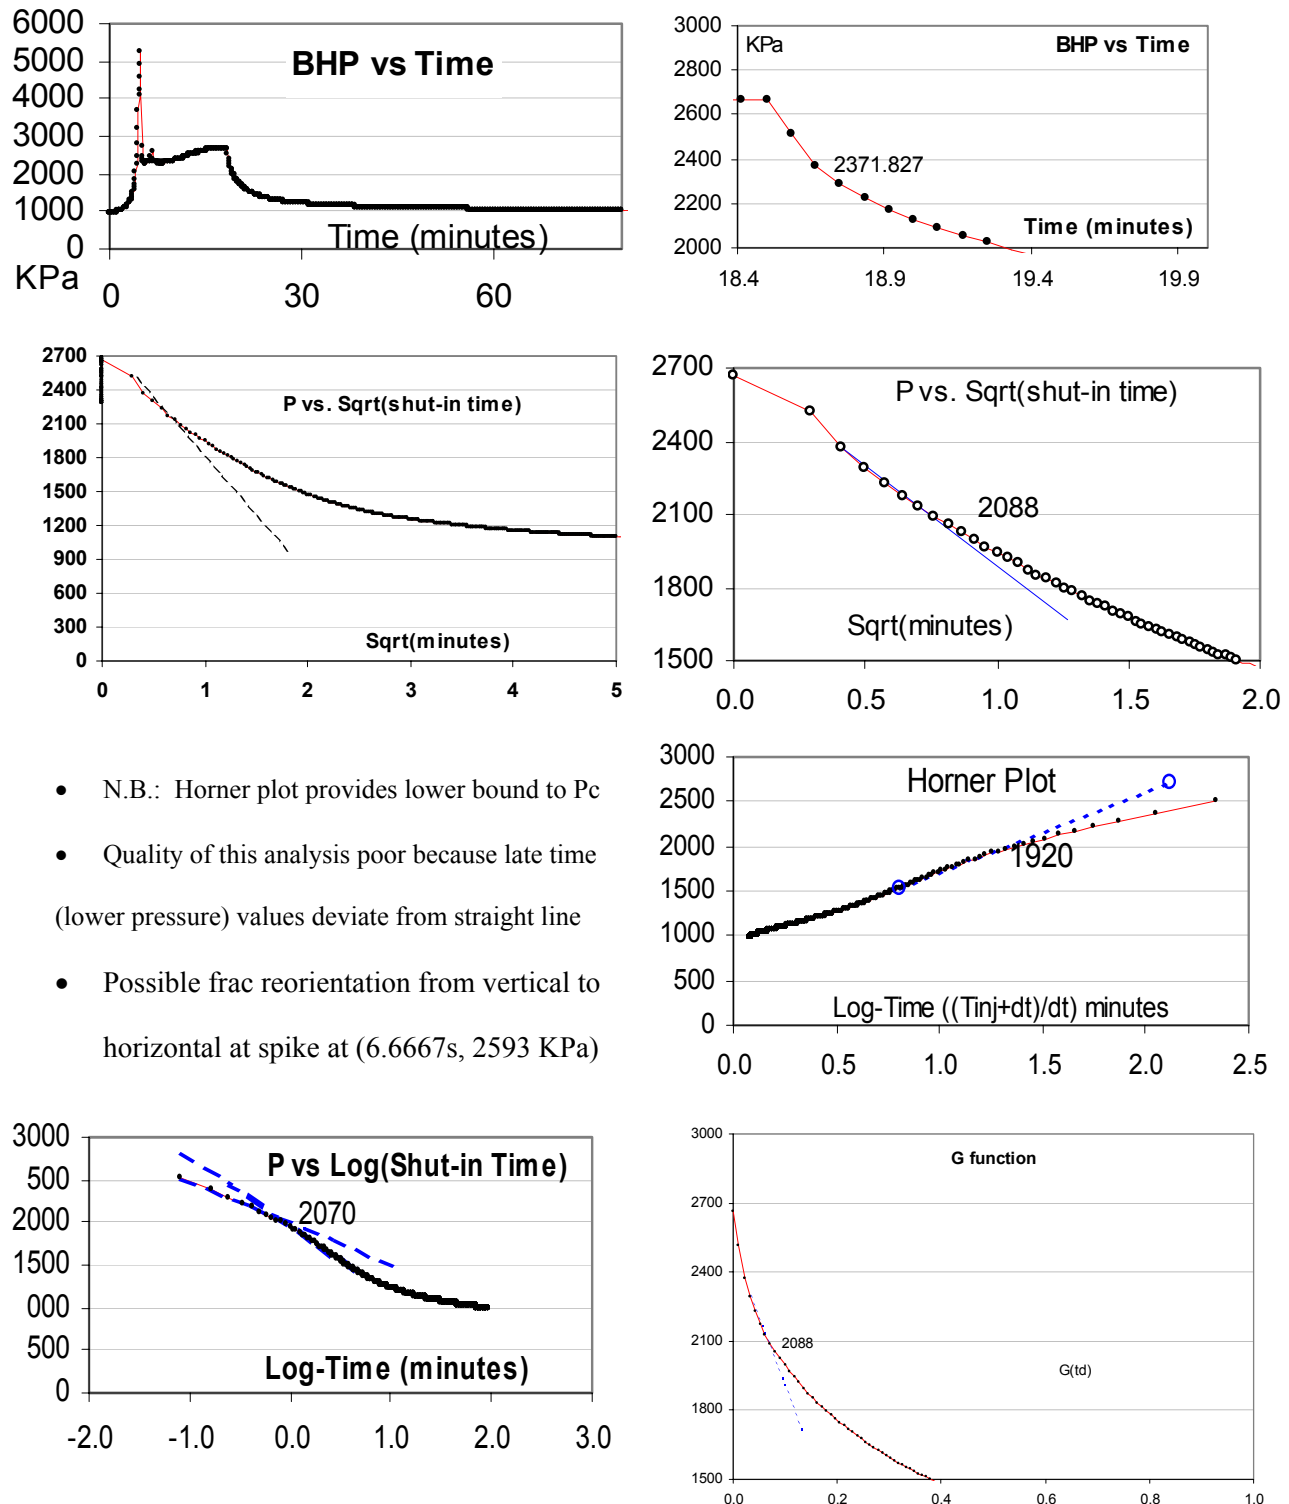 6000
5000
4000
3000
2000
1000
0
KPa
BHP vs Time
Time (minutes)
0 30 60
3000
2800
2600
2400
2200
2000
KPa
BHP vs Time
2371.827
Time (minutes)
18.4 18.9 19.4 19.9
2700
2400
2100
1800
1500
1200
900
600
300
0
P vs. Sqrt(shut-in time)
Sqrt(minutes)
0 1 2 3 4 5
2700
2400
2100
1800
1500
P vs. Sqrt(shut-in time)
2088
Sqrt(minutes)
0.0 0.5 1.0 1.5 2.0
• N.B.: Horner plot provides lower bound to Pc
• Quality of this analysis poor because late time
(lower pressure) values deviate from straight line
• Possible frac reorientation from vertical to
horizontal at spike at (6.6667s, 2593 KPa)
3000
2500
2000
1500
1000
500
0
Horner Plot
1920
Log-Time ((Tinj+dt)/dt) minutes
0.0 0.5 1.0 1.5 2.0 2.5
3000
500
2000
1500
000
500
0
P vs Log(Shut-in Time)
2070
Log-Time (minutes)
-2.0 -1.0 0.0 1.0 2.0 3.0
3000
2700
2400
2100
1800
1500
G function
2088
G(td)
0.0 0.2 0.4 0.6 0.8 1.0